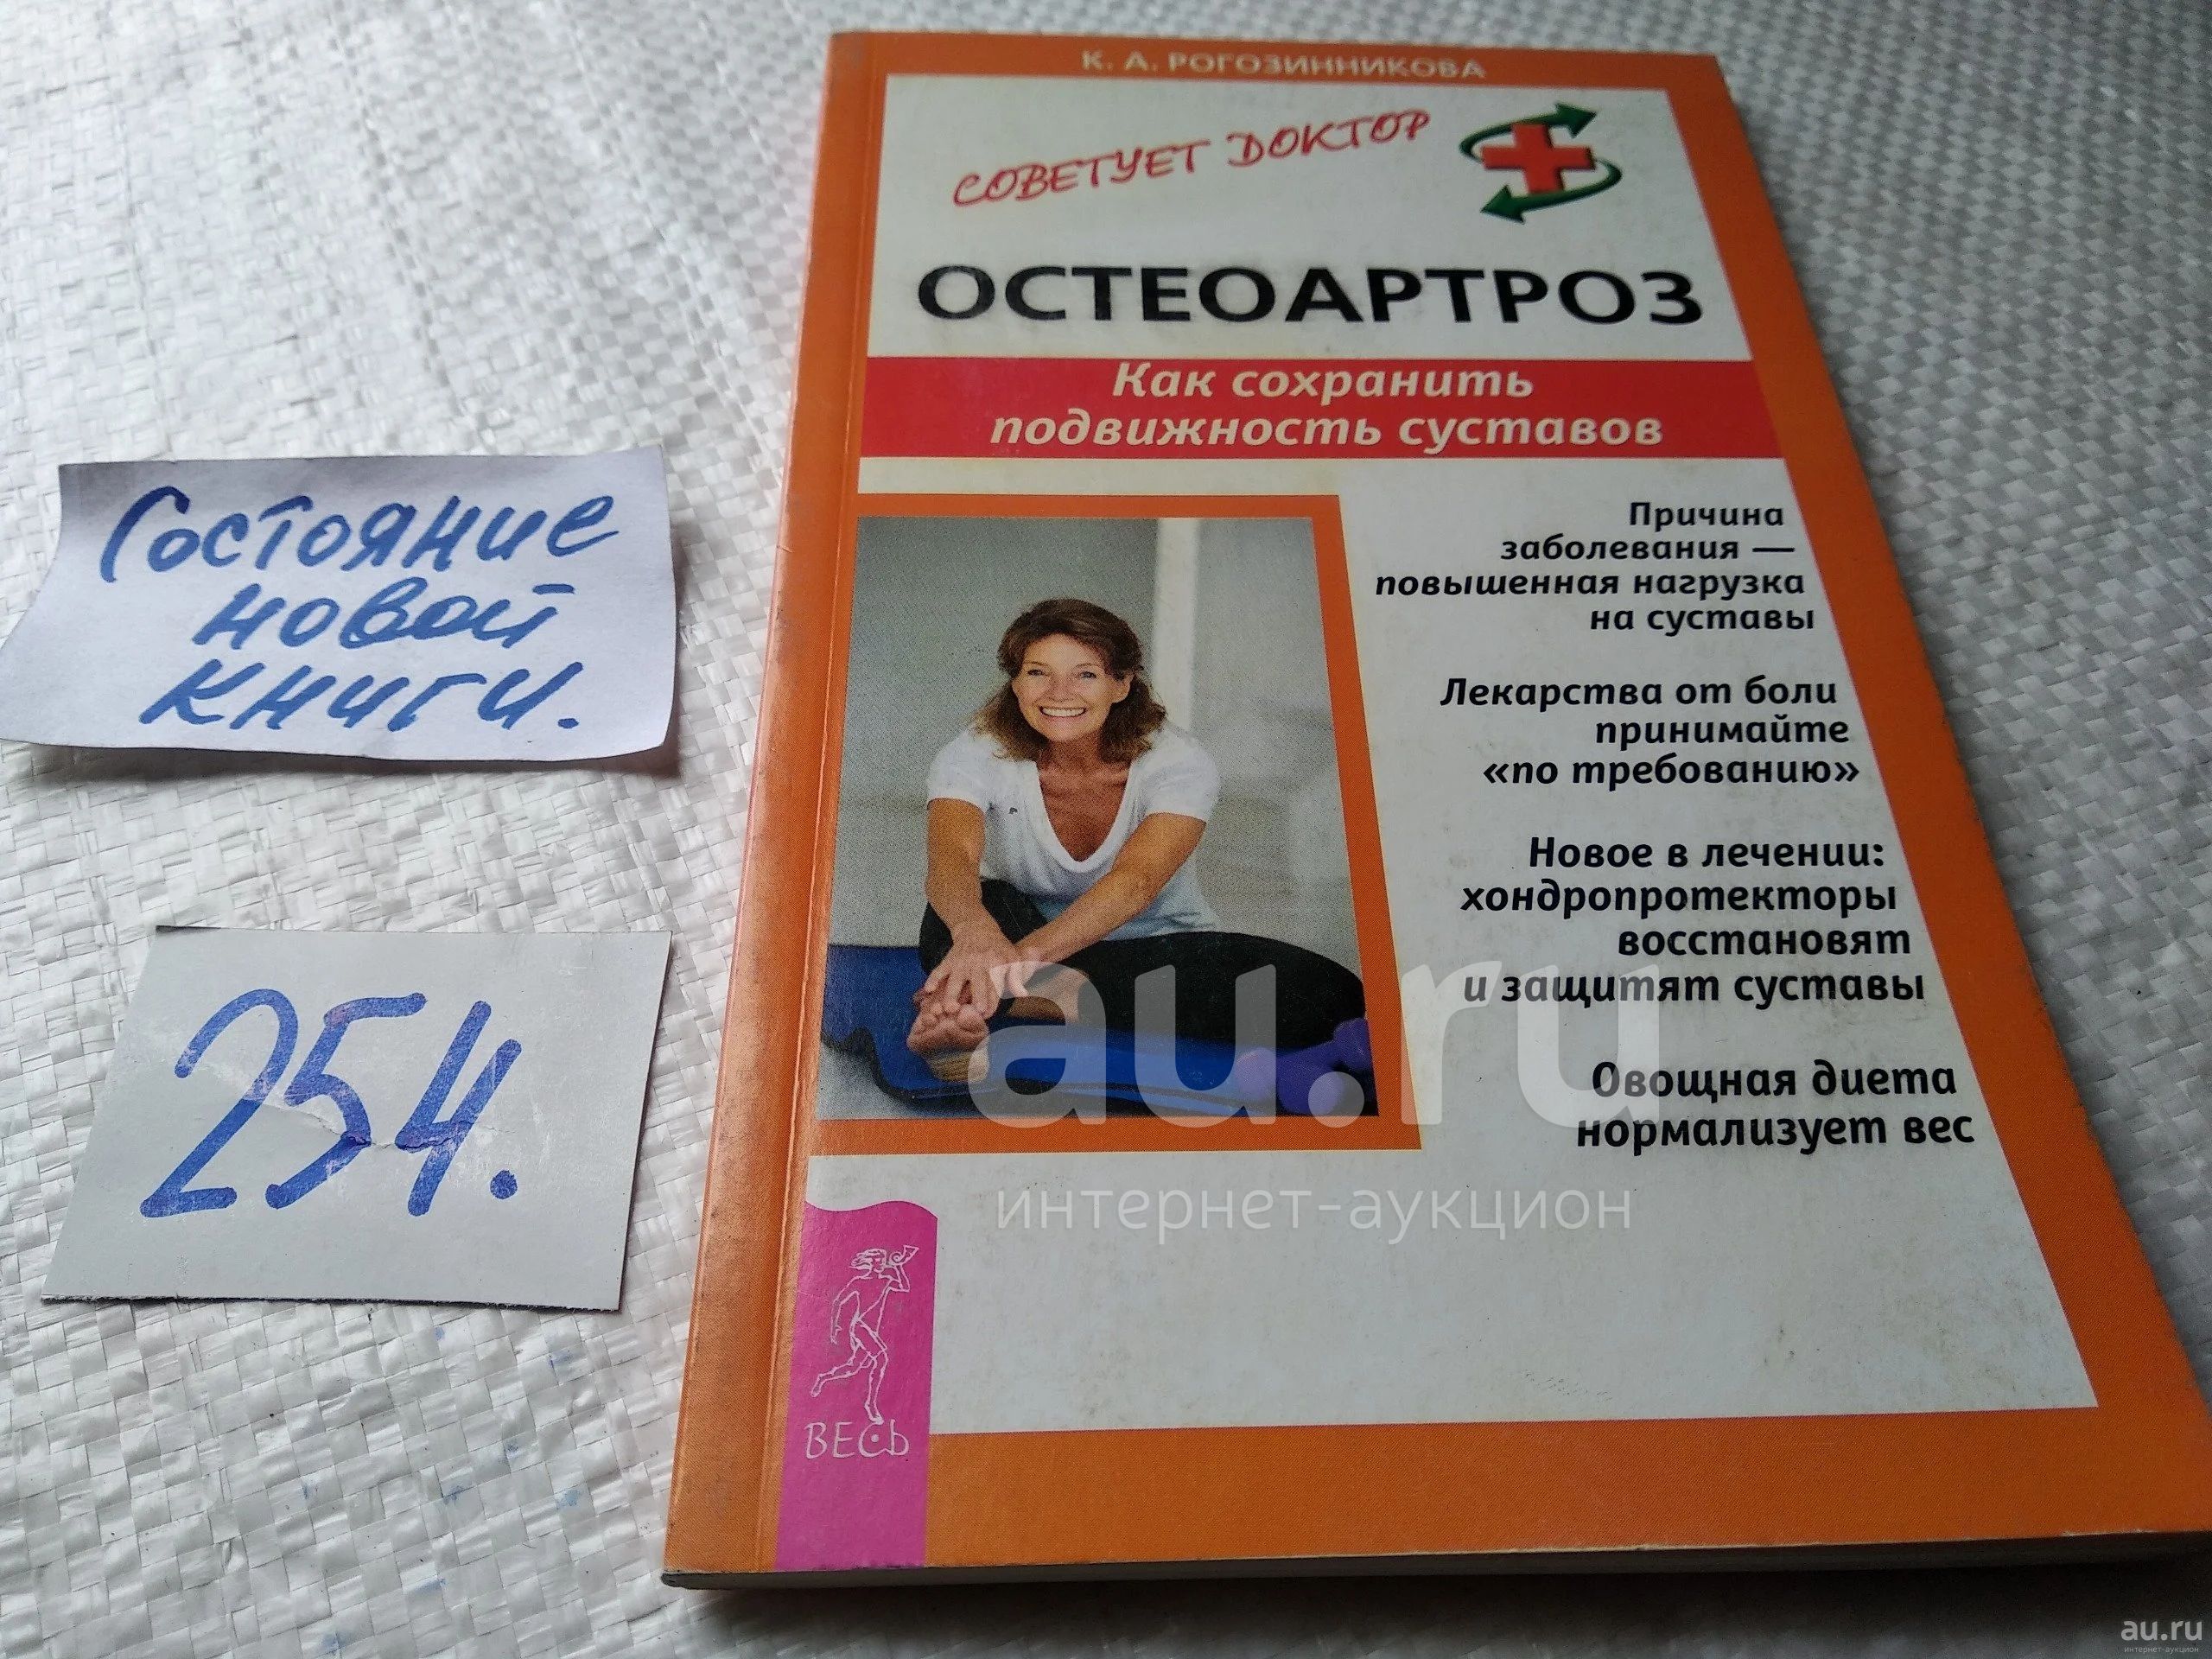 К. А. РОГОЗИННИКОВА
СОВЕТУЕТ ДОКТОР
ОСТЕОАРТРОЗ
Как сохранить
подвижность суставов
Причина
заболевания —
повышенная нагрузка
на суставы
Лекарства от боли
принимайте
«по требованию»
Новое в лечении:
хондропротекторы
восстановят
и защитят суставы
Овощная диета
нормализует вес
ВЕСЬ
Состояние
новой
книги.
254.
au.ru
интернет-аукцион
au.ru
интернет-аукцион